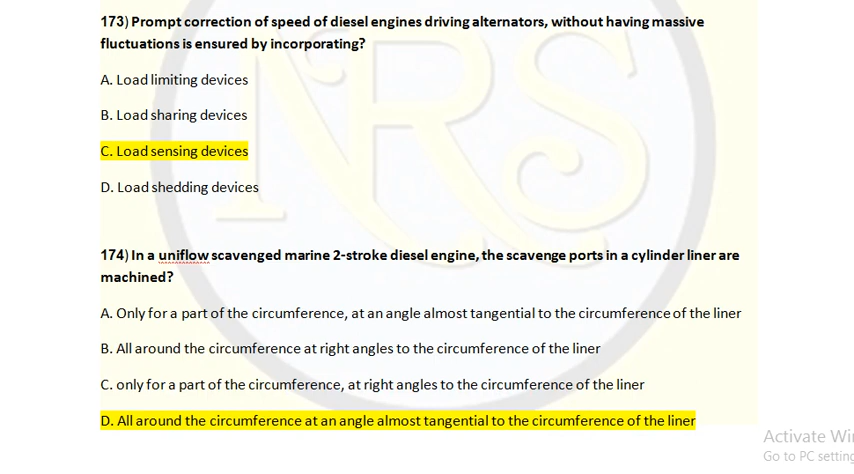 173) Prompt correction of speed of diesel engines driving alternators, without having massive
fluctuations is ensured by incorporating?
A. Load limiting devices
B. Load sharing devices
C. Load sensing devices
D. Load shedding devices
174) In a uniflow scavenged marine 2-stroke diesel engine, the scavenge ports in a cylinder liner are
machined?
A. Only for a part of the circumference, at an angle almost tangential to the circumference of the liner
B. All around the circumference at right angles to the circumference of the liner
C. only for a part of the circumference, at right angles to the circumference of the liner
D. All around the circumference at an angle almost tangential to the circumference of the liner
NRS
Activate Wi
Go to PC setting